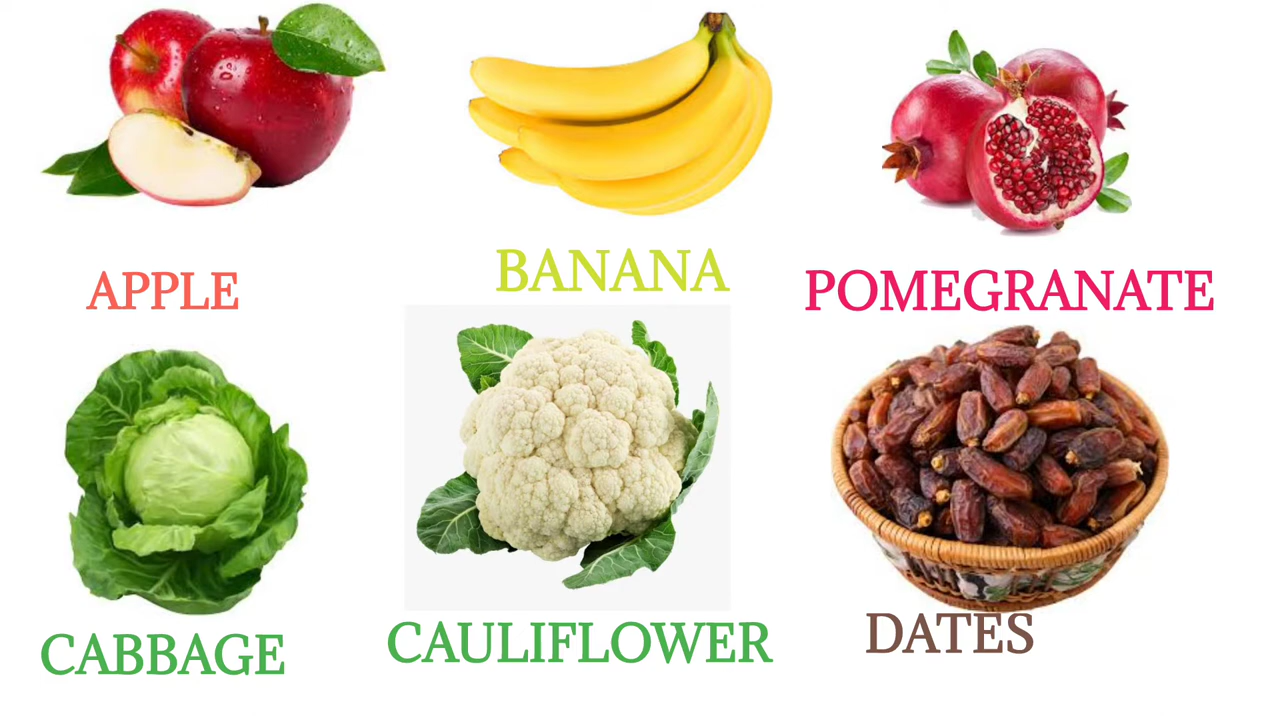 APPLE
BANANA
POMEGRANATE
CABBAGE
CAULIFLOWER
DATES